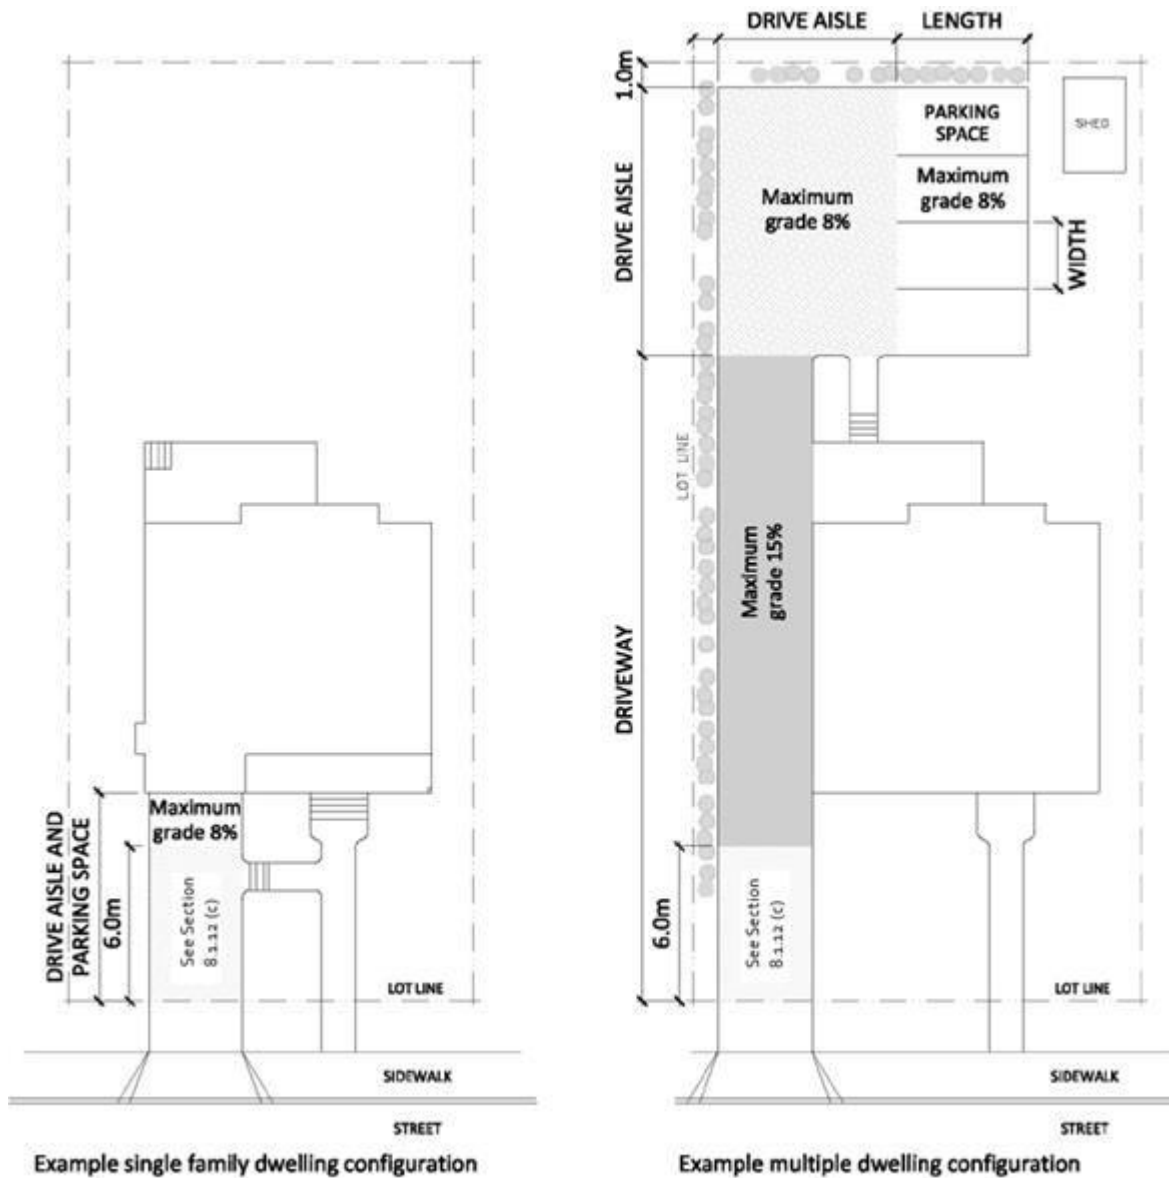 DRIVE AISLE AND
PARKING SPACE
6.0m
Maximum
grade 8%
See Section
8.1.12 (c)
LOT LINE
SIDEWALK
STREET
Example single family dwelling configuration
DRIVE AISLE
LENGTH
1.0m
DRIVE AISLE
PARKING
SPACE
Maximum
grade 8%
Maximum
grade 8%
SHED
WIDTH
LOT LINE
DRIVEWAY
Maximum
grade 15%
6.0m
See Section
8.1.12 (c)
LOT LINE
SIDEWALK
STREET
Example multiple dwelling configuration